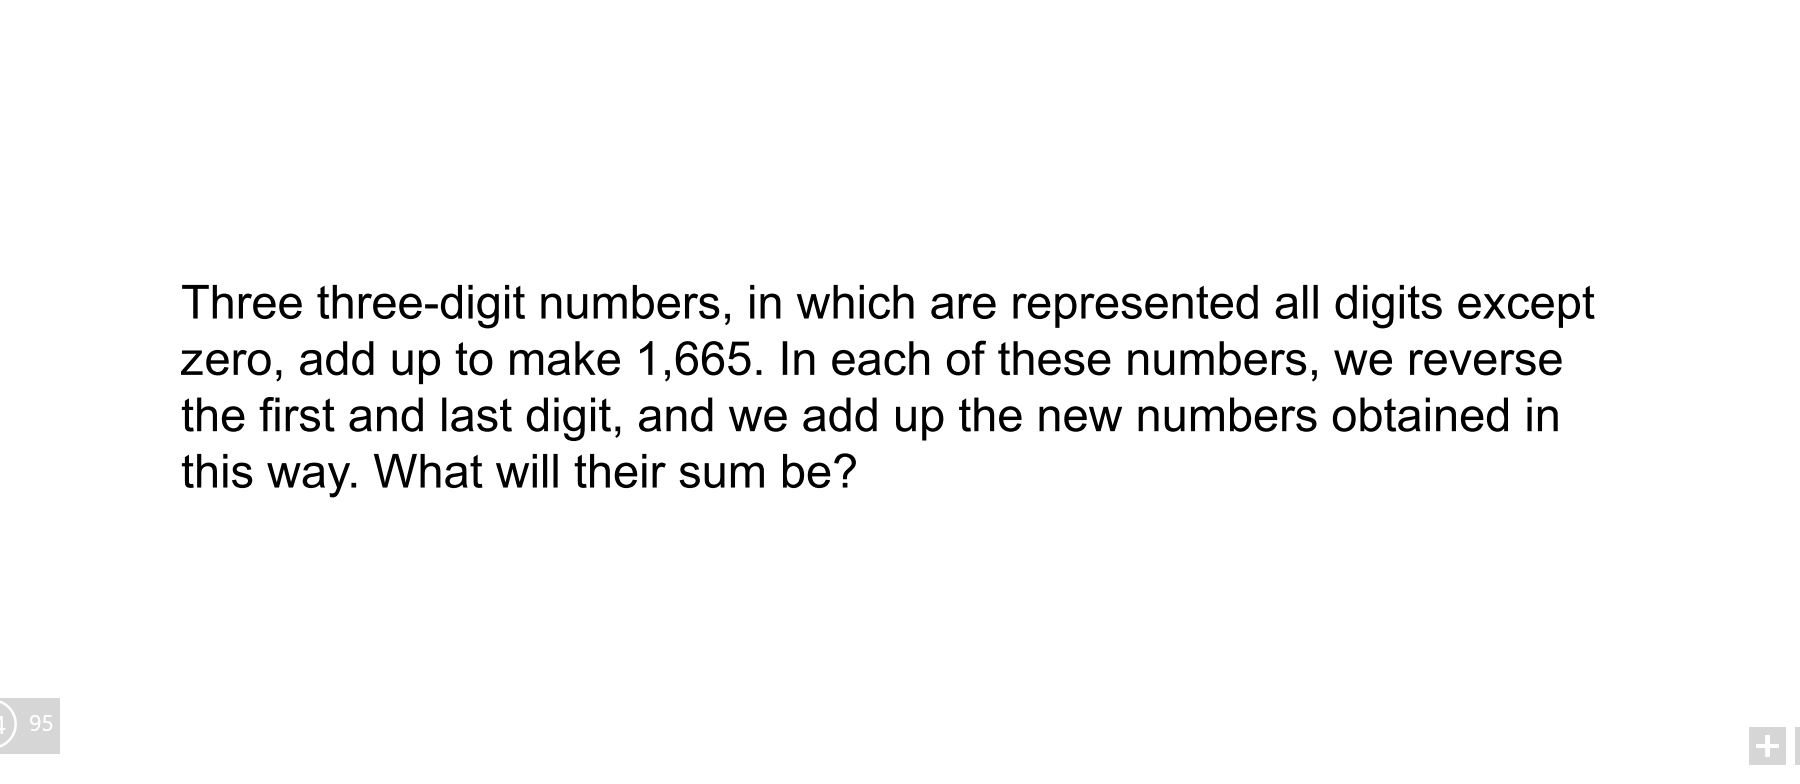 Three three-digit numbers, in which are represented all digits except
zero, add up to make 1,665. In each of these numbers, we reverse
the first and last digit, and we add up the new numbers obtained in
this way. What will their sum be?
4 95